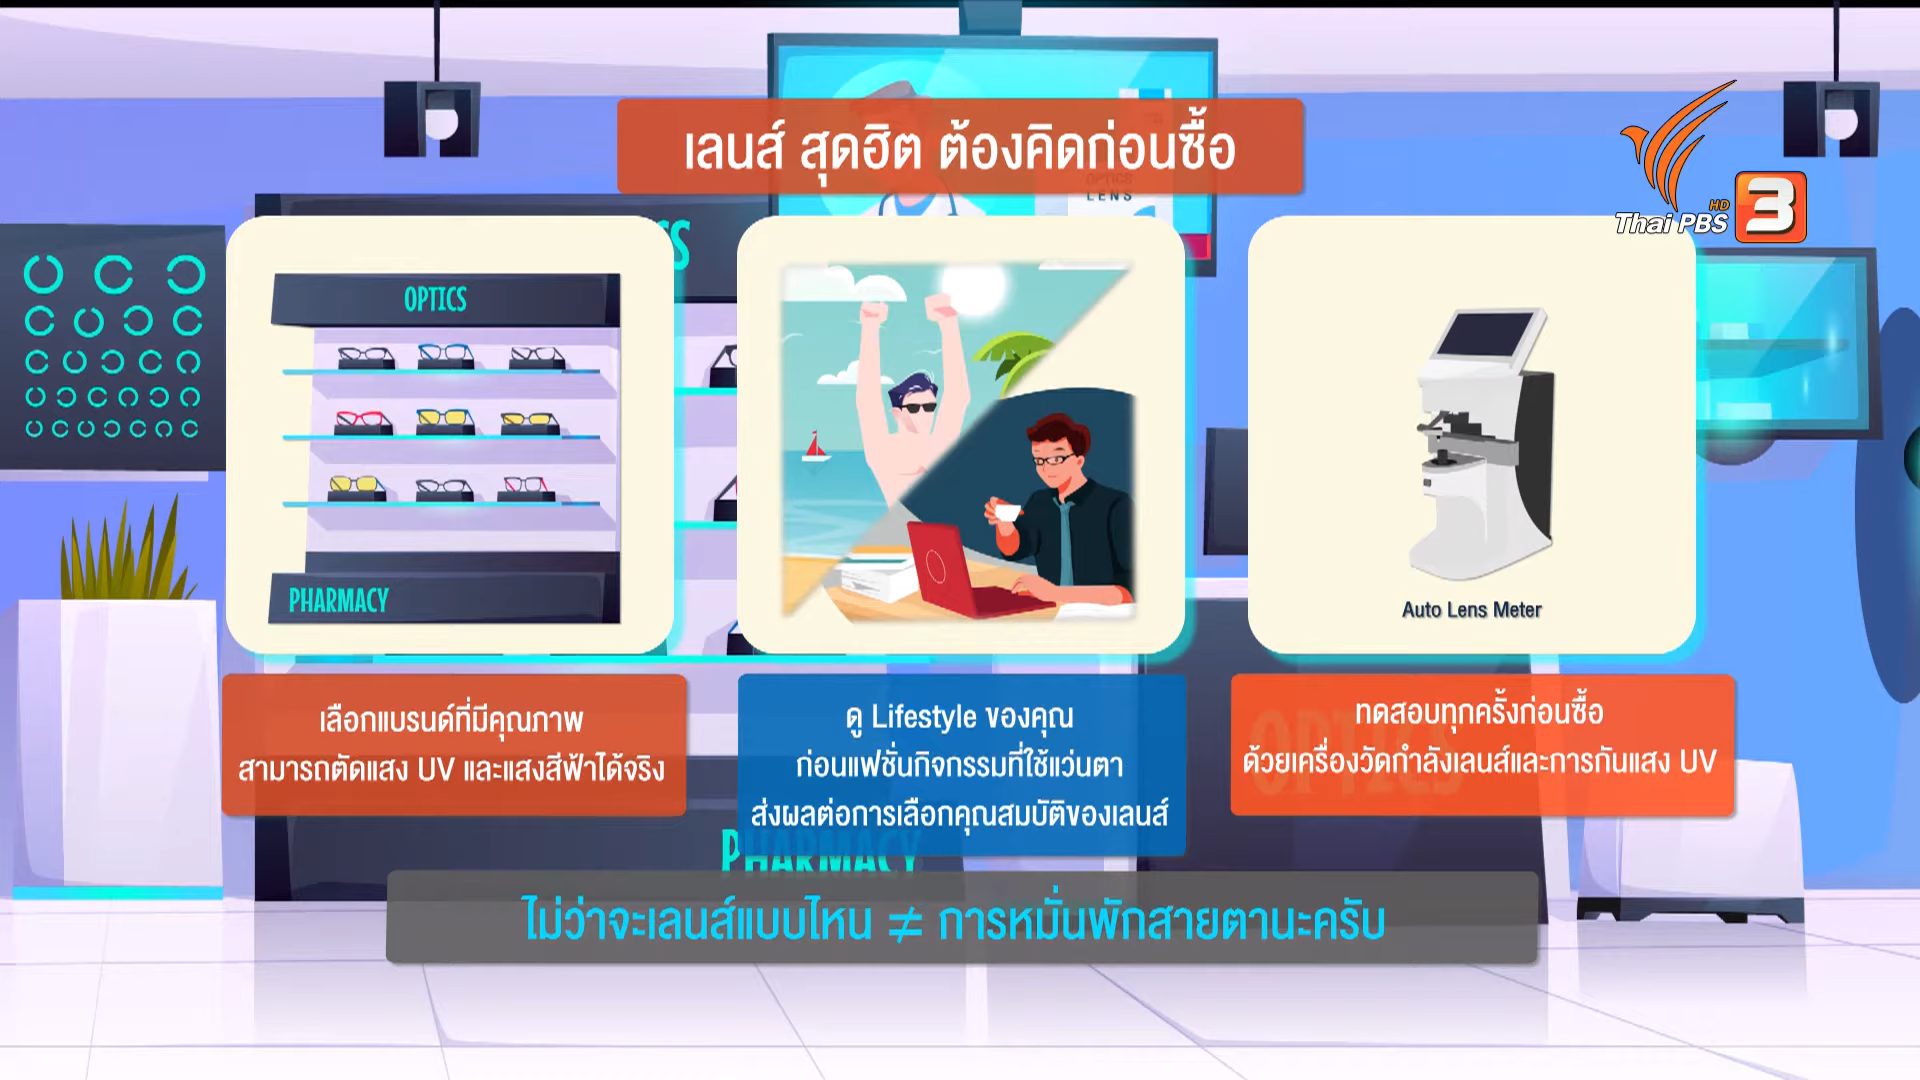 เลนส์ สุดฮิต ต้องคิดก่อนซื้อ
HD
Thai PBS 3
OPTICS
LENS
OPTICS
PHARMACY
Auto Lens Meter
เลือกแบรนด์ที่มีคุณภาพ
สามารถตัดแสง UV และแสงสีฟ้าได้จริง
ดู Lifestyle ของคุณ
ก่อนแฟชั่นกิจกรรมที่ใช้แว่นตา
ส่งผลต่อการเลือกคุณสมบัติของเลนส์
ทดสอบทุกครั้งก่อนซื้อ
ด้วยเครื่องวัดกำลังเลนส์และการกันแสง UV
OPTICS
PHARMACY
ไม่ว่าจะเลนส์แบบไหน ≠ การหมั่นพักสายตานะครับ